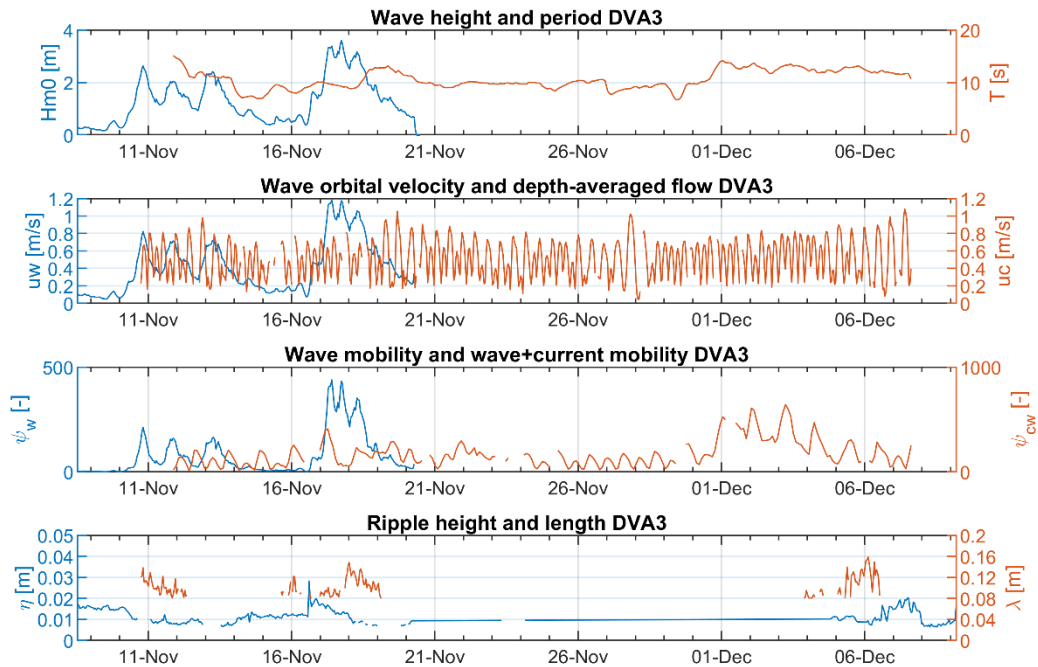 Wave height and period DVA3
4
2
0
Hm0 [m]
20
10
0
T [s]
11-Nov 16-Nov 21-Nov 26-Nov 01-Dec 06-Dec
Wave orbital velocity and depth-averaged flow DVA3
1.2
1
0.8
0.6
0.4
0.2
0
uw [m/s]
1.2
1
0.8
0.6
0.4
0.2
0
uc [m/s]
11-Nov 16-Nov 21-Nov 26-Nov 01-Dec 06-Dec
Wave mobility and wave+current mobility DVA3
500
0
ψw [-]
1000
0
ψcw [-]
11-Nov 16-Nov 21-Nov 26-Nov 01-Dec 06-Dec
Ripple height and length DVA3
0.05
0.04
0.03
0.02
0.01
0
η [m]
0.2
0.16
0.12
0.08
0.04
0
λ [m]
11-Nov 16-Nov 21-Nov 26-Nov 01-Dec 06-Dec